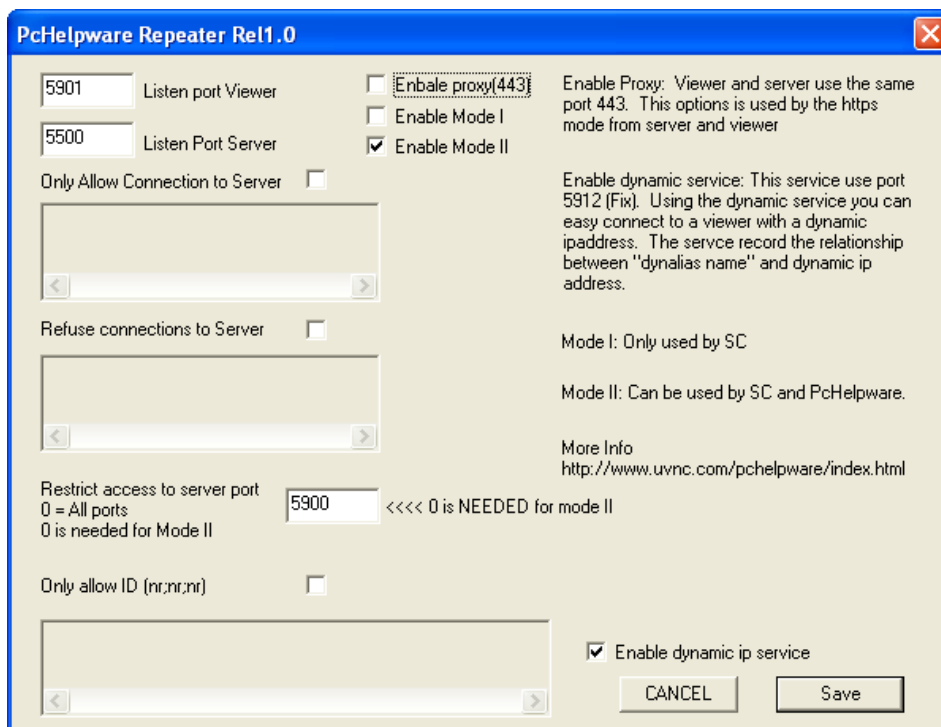 PcHelpware Repeater Rel1.0
5901 Listen port Viewer
5500 Listen Port Server
Enbale proxy(443)
Enable Mode I
Enable Mode II
Only Allow Connection to Server
Refuse connections to Server
Restrict access to server port
0 = All ports
0 is needed for Mode II
5900 <<<< 0 is NEEDED for mode II
Only allow ID (nr;nr;nr)
Enable Proxy: Viewer and server use the same
port 443. This options is used by the https
mode from server and viewer
Enable dynamic service: This service use port
5912 (Fix). Using the dynamic service you can
easy connect to a viewer with a dynamic
ipaddress. The servce record the relationship
between "dynalias name" and dynamic ip
address.
Mode I: Only used by SC
Mode II: Can be used by SC and PcHelpware.
More Info
http://www.uvnc.com/pchelpware/index.html
Enable dynamic ip service
CANCEL
Save